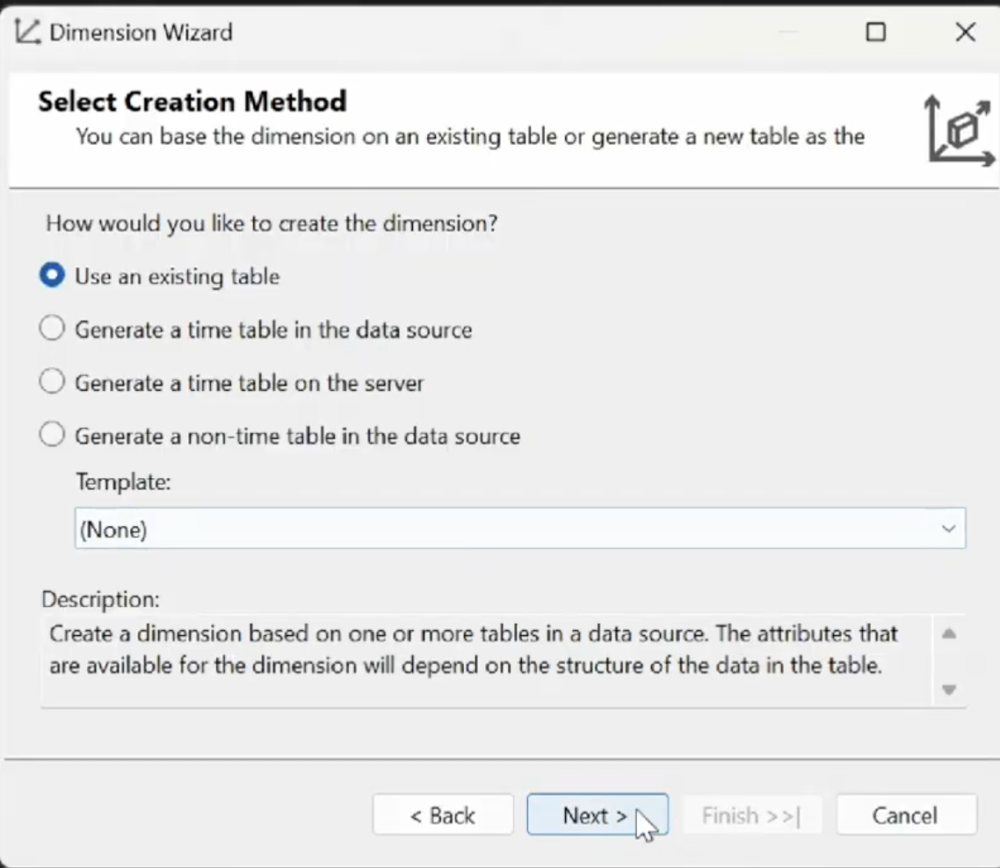 Dimension Wizard
Select Creation Method
You can base the dimension on an existing table or generate a new table as the
How would you like to create the dimension?
Use an existing table
Generate a time table in the data source
Generate a time table on the server
Generate a non-time table in the data source
Template:
(None)
Description:
Create a dimension based on one or more tables in a data source. The attributes that
are available for the dimension will depend on the structure of the data in the table.
< Back
Next >
Finish >>|
Cancel